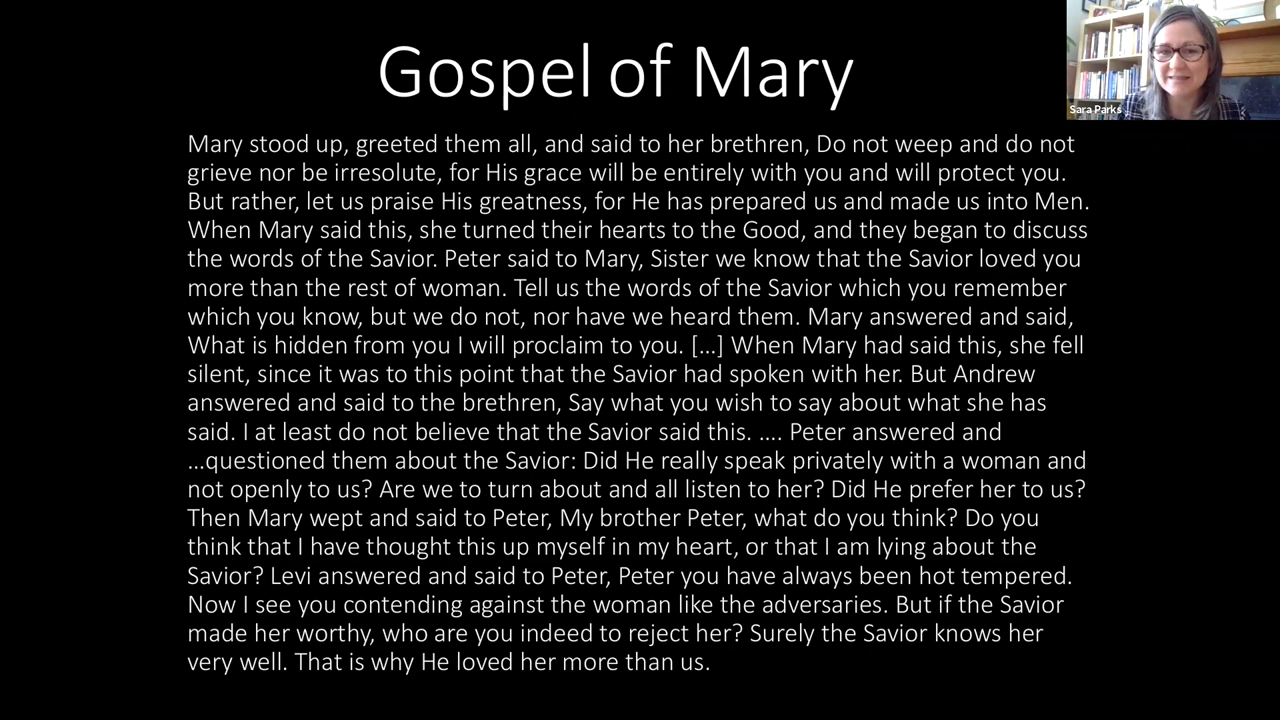 Gospel of Mary
Sara Parks
Mary stood up, greeted them all, and said to her brethren, Do not weep and do not
grieve nor be irresolute, for His grace will be entirely with you and will protect you.
But rather, let us praise His greatness, for He has prepared us and made us into Men.
When Mary said this, she turned their hearts to the Good, and they began to discuss
the words of the Savior. Peter said to Mary, Sister we know that the Savior loved you
more than the rest of woman. Tell us the words of the Savior which you remember
which you know, but we do not, nor have we heard them. Mary answered and said,
What is hidden from you I will proclaim to you. […] When Mary had said this, she fell
silent, since it was to this point that the Savior had spoken with her. But Andrew
answered and said to the brethren, Say what you wish to say about what she has
said. I at least do not believe that the Savior said this. …. Peter answered and
…questioned them about the Savior: Did He really speak privately with a woman and
not openly to us? Are we to turn about and all listen to her? Did He prefer her to us?
Then Mary wept and said to Peter, My brother Peter, what do you think? Do you
think that I have thought this up myself in my heart, or that I am lying about the
Savior? Levi answered and said to Peter, Peter you have always been hot tempered.
Now I see you contending against the woman like the adversaries. But if the Savior
made her worthy, who are you indeed to reject her? Surely the Savior knows her
very well. That is why He loved her more than us.